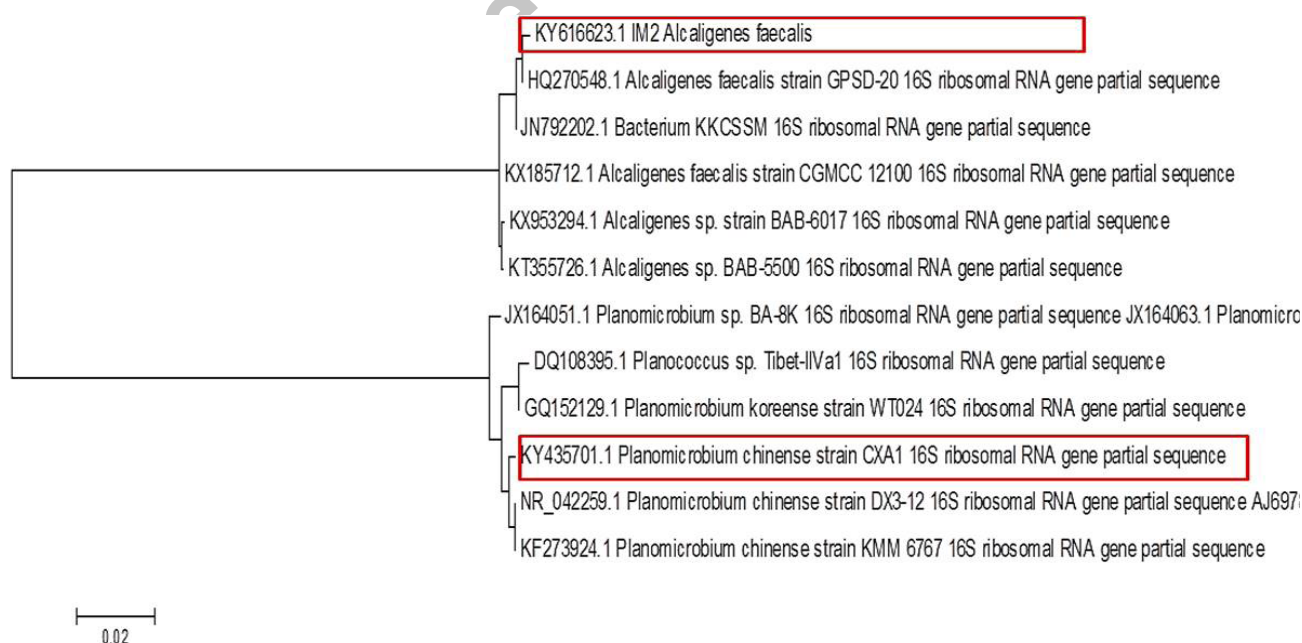 KY616623.1 IM2 Alcaligenes faecalis
HQ270548.1 Alcaligenes faecalis strain GPSD-20 16S ribosomal RNA gene partial sequence
JN792202.1 Bacterium KKCSSM 16S ribosomal RNA gene partial sequence
KX185712.1 Alcaligenes faecalis strain CGMCC 12100 16S ribosomal RNA gene partial sequence
KX953294.1 Alcaligenes sp. strain BAB-6017 16S ribosomal RNA gene partial sequence
KT355726.1 Alcaligenes sp. BAB-5500 16S ribosomal RNA gene partial sequence
JX164051.1 Planomicrobium sp. BA-8K 16S ribosomal RNA gene partial sequence JX164063.1 Planomicro
DQ108395.1 Planococcus sp. Tibet-IIVa1 16S ribosomal RNA gene partial sequence
GQ152129.1 Planomicrobium koreense strain WT024 16S ribosomal RNA gene partial sequence
KY435701.1 Planomicrobium chinense strain CXA1 16S ribosomal RNA gene partial sequence
NR_042259.1 Planomicrobium chinense strain DX3-12 16S ribosomal RNA gene partial sequence
KF273924.1 Planomicrobium chinense strain KMM 6767 16S ribosomal RNA gene partial sequence
0.02